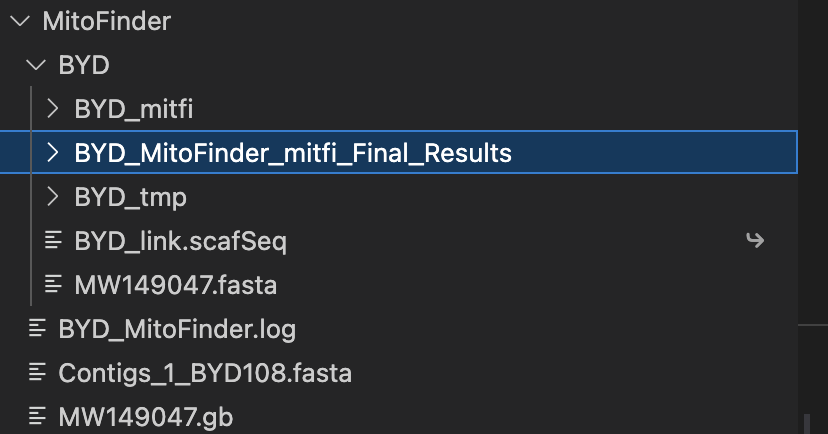 MitoFinder
BYD
BYD_mitfi
BYD_MitoFinder_mitfi_Final_Results
BYD_tmp
BYD_link.scafSeq
MW149047.fasta
BYD_MitoFinder.log
Contigs_1_BYD108.fasta
MW149047.gb